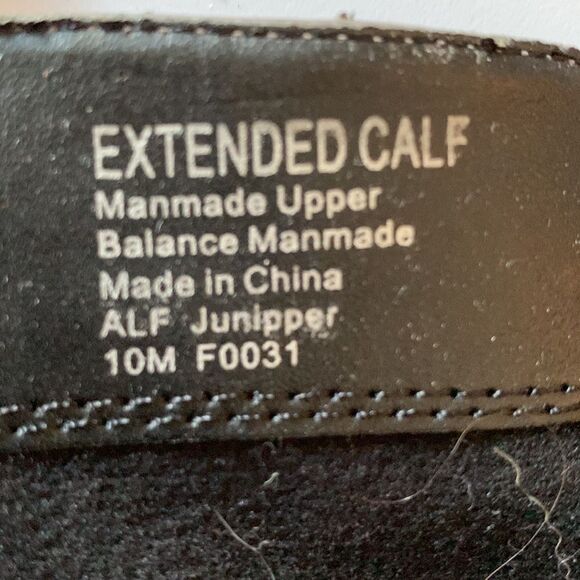 EXTENDED CALF
Manmade Upper
Balance Manmade
Made in China
ALF Junipper
10M F0031